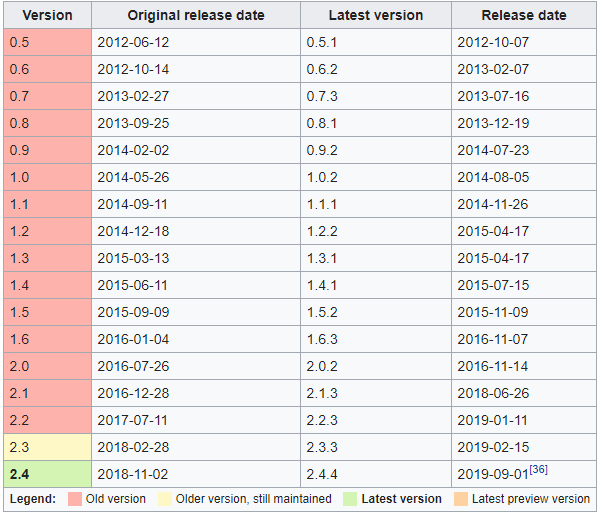 Version Original release date Latest version Release date
0.5 2012-06-12 0.5.1 2012-10-07
0.6 2012-10-14 0.6.2 2013-02-07
0.7 2013-02-27 0.7.3 2013-07-16
0.8 2013-09-25 0.8.1 2013-12-19
0.9 2014-02-02 0.9.2 2014-07-23
1.0 2014-05-26 1.0.2 2014-08-05
1.1 2014-09-11 1.1.1 2014-11-26
1.2 2014-12-18 1.2.2 2015-04-17
1.3 2015-03-13 1.3.1 2015-04-17
1.4 2015-06-11 1.4.1 2015-07-15
1.5 2015-09-09 1.5.2 2015-11-09
1.6 2016-01-04 1.6.3 2016-11-07
2.0 2016-07-26 2.0.2 2016-11-14
2.1 2016-12-28 2.1.3 2018-06-26
2.2 2017-07-11 2.2.3 2019-01-11
2.3 2018-02-28 2.3.3 2019-02-15
2.4 2018-11-02 2.4.4 2019-09-01[36]
Legend: Old version Older version, still maintained Latest version Latest preview version